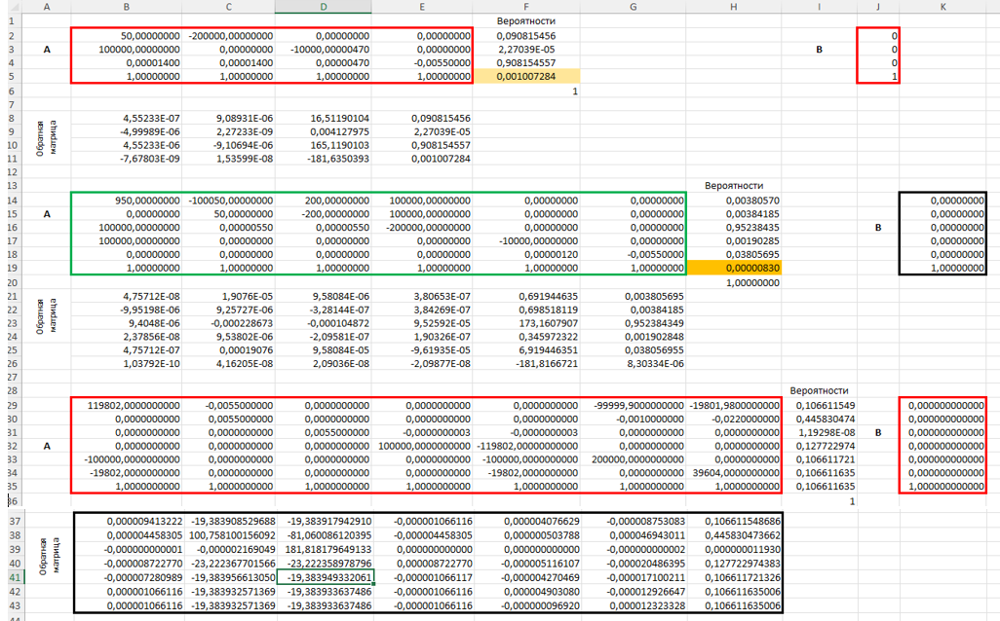 A B C D E F G H I J K
1 Вероятности
2 50,00000000 -200000,00000000 0,00000000 0,00000000 0,090815456 0
3 A 100000,00000000 0,00000000 -10000,00000470 0,00000000 2,27039E-05 B 0
4 0,00001400 0,00001400 0,00000470 -0,00550000 0,908154557 0
5 1,00000000 1,00000000 1,00000000 1,00000000 0,001007284 1
6 1
7
Обратная матрица
8 4,55233E-07 9,08931E-06 16,51190104 0,090815456
9 -4,99989E-06 2,27233E-09 0,004127975 2,27039E-05
10 4,55233E-06 -9,10694E-06 165,1190103 0,908154557
11 -7,67803E-09 1,53599E-08 -181,6350393 0,001007284
12
13 Вероятности
14 950,00000000 -100050,00000000 200,00000000 100000,00000000 0,00000000 0,00000000 0,00380570 0,00000000
15 A 0,00000000 50,00000000 -200,00000000 100000,00000000 0,00000000 0,00000000 0,00384185 0,00000000
16 100000,00000000 0,00000550 0,00000550 -200000,00000000 0,00000000 0,00000000 0,95238435 B 0,00000000
17 100000,00000000 0,00000000 0,00000000 0,00000000 -10000,00000000 0,00000000 0,00190285 0,00000000
18 0,00000000 0,00000000 0,00000000 0,00000000 0,00000120 -0,00550000 0,03805695 0,00000000
19 1,00000000 1,00000000 1,00000000 1,00000000 1,00000000 1,00000000 0,00000830 1,00000000
20 1,00000000
Обратная матрица
21 4,75712E-08 1,9076E-05 9,58084E-06 3,80653E-07 0,691944635 0,003805695
22 -9,95198E-06 9,25727E-06 -3,28144E-07 3,84269E-07 0,698518119 0,00384185
23 9,4048E-06 -0,000228673 -0,000104872 9,52592E-05 173,1607907 0,952384349
24 2,37856E-08 9,53802E-06 -2,09581E-07 1,90326E-07 0,345972322 0,001902848
25 4,75712E-07 0,00019076 9,58084E-05 -9,61935E-05 6,919446351 0,038056955
26 1,03792E-10 4,16205E-08 2,09036E-08 -2,09877E-08 -181,8166721 8,30334E-06
27
28 Вероятности
29 119802,0000000000 -0,0055000000 0,0000000000 0,0000000000 0,0000000000 -99999,9000000000 -19801,9800000000 0,106611549 0,000000000000
30 0,0000000000 0,0055000000 0,0000000000 0,0000000000 0,0000000000 -0,0010000000 -0,0220000000 0,445830474 0,000000000000
31 0,0000000000 0,0000000000 0,0055000000 -0,0000000003 -0,0000000003 0,0000000000 0,0000000000 1,19298E-08 B 0,000000000000
32 A 0,0000000000 0,0000000000 0,0000000000 100000,0000000000 -119802,0000000000 0,0000000000 0,0000000000 0,127722974 0,000000000000
33 -100000,0000000000 0,0000000000 0,0000000000 0,0000000000 -100000,0000000000 200000,0000000000 0,0000000000 0,106611721 0,000000000000
34 -19802,0000000000 0,0000000000 0,0000000000 0,0000000000 -19802,0000000000 0,0000000000 39604,0000000000 0,106611635 0,000000000000
35 1,0000000000 1,0000000000 1,0000000000 1,0000000000 1,0000000000 1,0000000000 1,0000000000 0,106611635 1,000000000000
36 1
Обратная матрица
37 0,000009413222 -19,383908529688 -19,383917942910 -0,000001066116 0,000004076629 -0,000008753083 0,106611548686
38 0,000004458305 100,758100156092 -81,060086120395 -0,000004458305 0,000000503788 0,000046943011 0,445830473662
39 -0,000000000001 -0,000002169049 181,818179649133 0,000000000000 0,000000000000 -0,000000000002 0,000000011930
40 -0,000008722770 -23,222367701566 -23,222358978796 0,000008722770 -0,000005116107 -0,000020486395 0,127722974383
41 -0,000007280989 -19,383956613050 -19,383949332061 -0,000001066117 -0,000004270469 -0,000017100211 0,106611721326
42 0,000001066116 -19,383932571369 -19,383933637486 -0,000001066116 0,000004903080 -0,000012926647 0,106611635006
43 0,000001066116 -19,383932571369 -19,383933637486 -0,000001066116 -0,000000096920 0,000012323328 0,106611635006